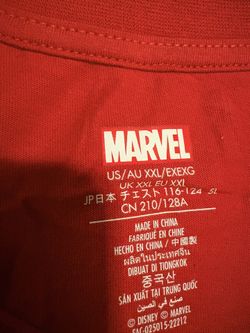 MARVEL
US/AU XXL/EXEXG
UK XXL EU XXL
JP日本 チェスト 116-124 5L
CN 210/128A
MADE IN CHINA
FABRIQUÉ EN CHINE
HECHO EN CHINA / 中國製
ผลิตในประเทศจีน
DIBUAT DI TIONGKOK
중국산
SẢN XUẤT TẠI TRUNG QUỐC
صنع في الصين
© DISNEY © MARVEL
FAC-025015-22212